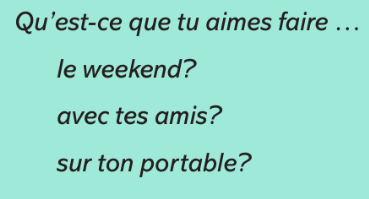 Qu’est-ce que tu aimes faire …
le weekend?
avec tes amis?
sur ton portable?